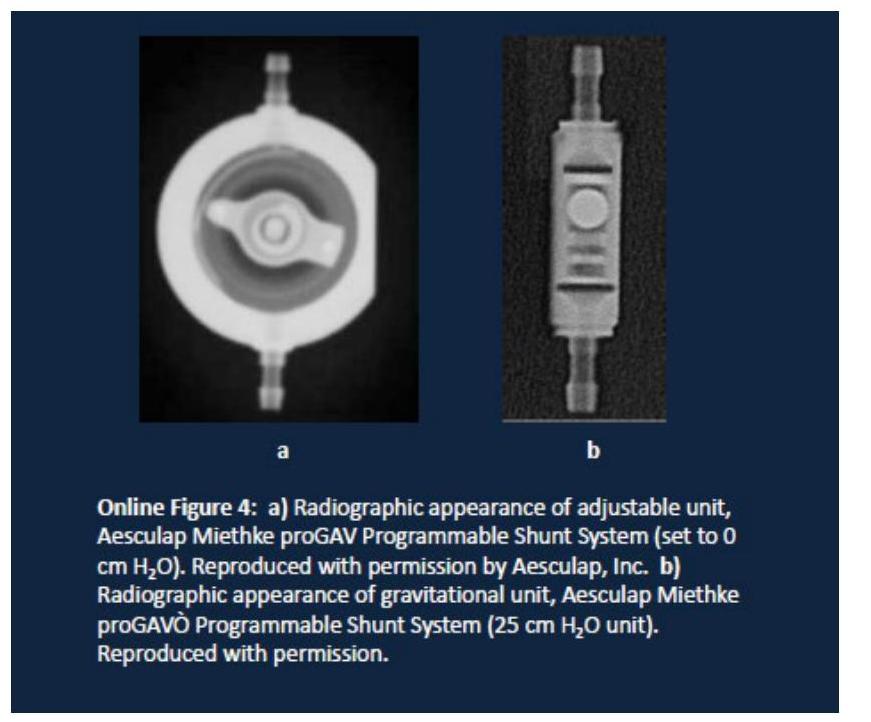 a
b
Online Figure 4: a) Radiographic appearance of adjustable unit,
Aesculap Miethke proGAV Programmable Shunt System (set to 0
cm H₂O). Reproduced with permission by Aesculap, Inc. b)
Radiographic appearance of gravitational unit, Aesculap Miethke
proGAVÒ Programmable Shunt System (25 cm H₂O unit).
Reproduced with permission.